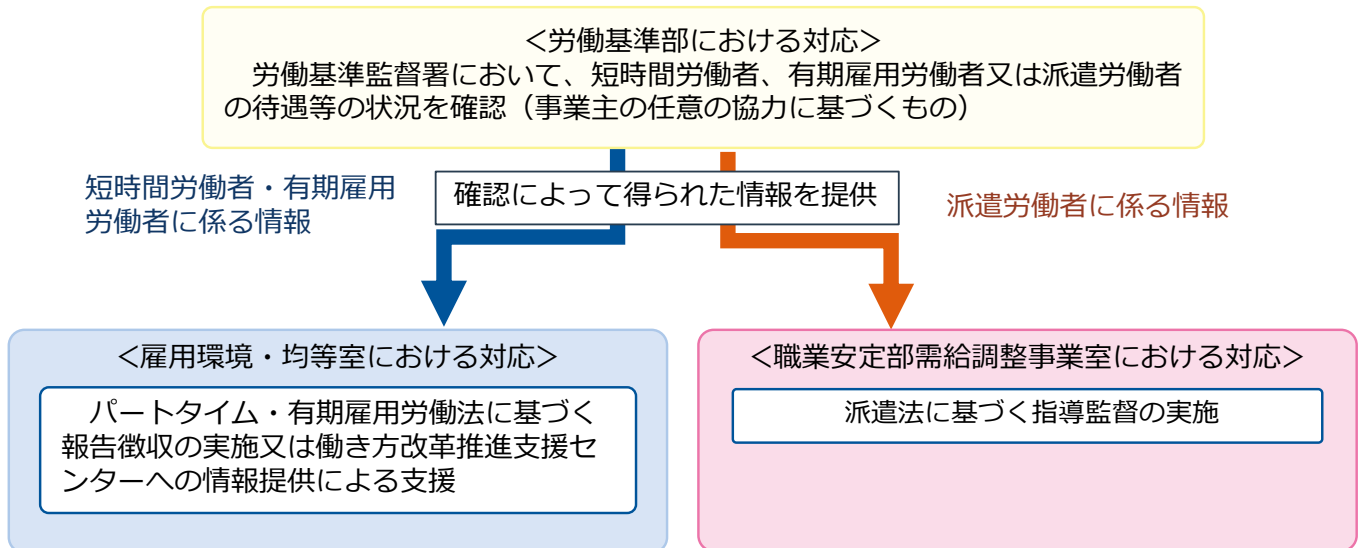 ＜労働基準部における対応＞
労働基準監督署において、短時間労働者、有期雇用労働者又は派遣労働者
の待遇等の状況を確認（事業主の任意の協力に基づくもの）
短時間労働者・有期雇用
労働者に係る情報
確認によって得られた情報を提供
派遣労働者に係る情報
＜雇用環境・均等室における対応＞
パートタイム・有期雇用労働法に基づく
報告徴収の実施又は働き方改革推進支援セ
ンターへの情報提供による支援
＜職業安定部需給調整事業室における対応＞
派遣法に基づく指導監督の実施